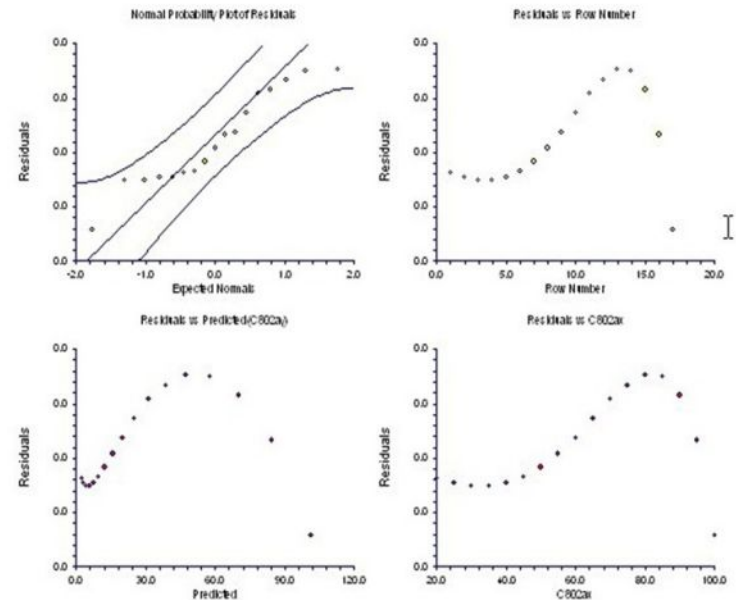 Normal Probability Plot of Residuals
Residuals
0.0
0.0
0.0
0.0
0.0
-2.0 -1.0 0.0 1.0 2.0
Expected Normals
Residuals vs Row Number
Residuals
0.0
0.0
0.0
0.0
0.0
0.0 5.0 10.0 15.0 20.0
Row Number
Residuals vs Predicted(C802ay)
Residuals
0.0
0.0
0.0
0.0
0.0
0.0 30.0 60.0 90.0 120.0
Predicted
Residuals vs C802ax
Residuals
0.0
0.0
0.0
0.0
0.0
20.0 40.0 60.0 80.0 100.0
C802ax